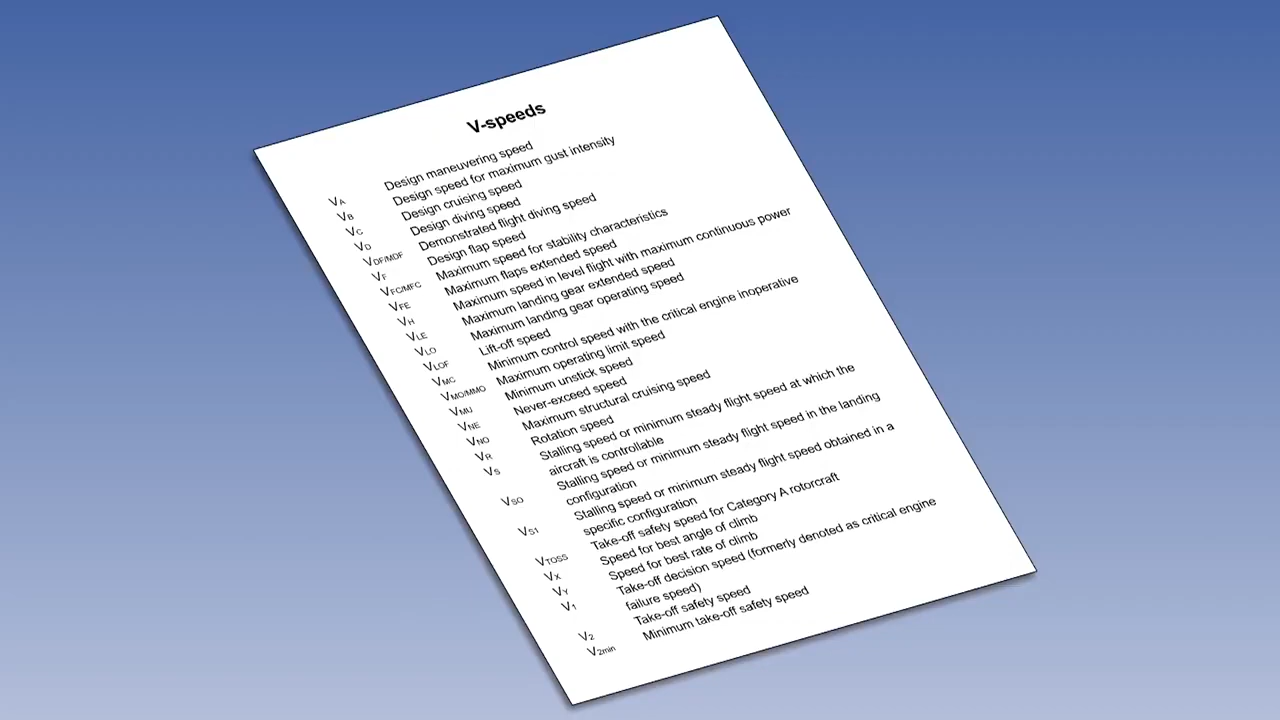 V-speeds
VA Design maneuvering speed
VB Design speed for maximum gust intensity
VC Design cruising speed
VD Design diving speed
VDF/MDF Demonstrated flight diving speed
VF Design flap speed
VFC/MFC Maximum speed for stability characteristics
VFE Maximum flaps extended speed
VH Maximum speed in level flight with maximum continuous power
VLE Maximum landing gear extended speed
VLO Maximum landing gear operating speed
VLOF Lift-off speed
VMC Minimum control speed with the critical engine inoperative
VMO/MMO Maximum operating limit speed
VMU Minimum unstick speed
VNE Never-exceed speed
VNO Maximum structural cruising speed
VR Rotation speed
VS Stalling speed or minimum steady flight speed at which the
aircraft is controllable
VSO Stalling speed or minimum steady flight speed in the landing
configuration
VS1 Stalling speed or minimum steady flight speed obtained in a
specific configuration
VTOSS Take-off safety speed for Category A rotorcraft
VX Speed for best angle of climb
VY Speed for best rate of climb
V1 Take-off decision speed (formerly denoted as critical engine
failure speed)
V2 Take-off safety speed
V2min Minimum take-off safety speed